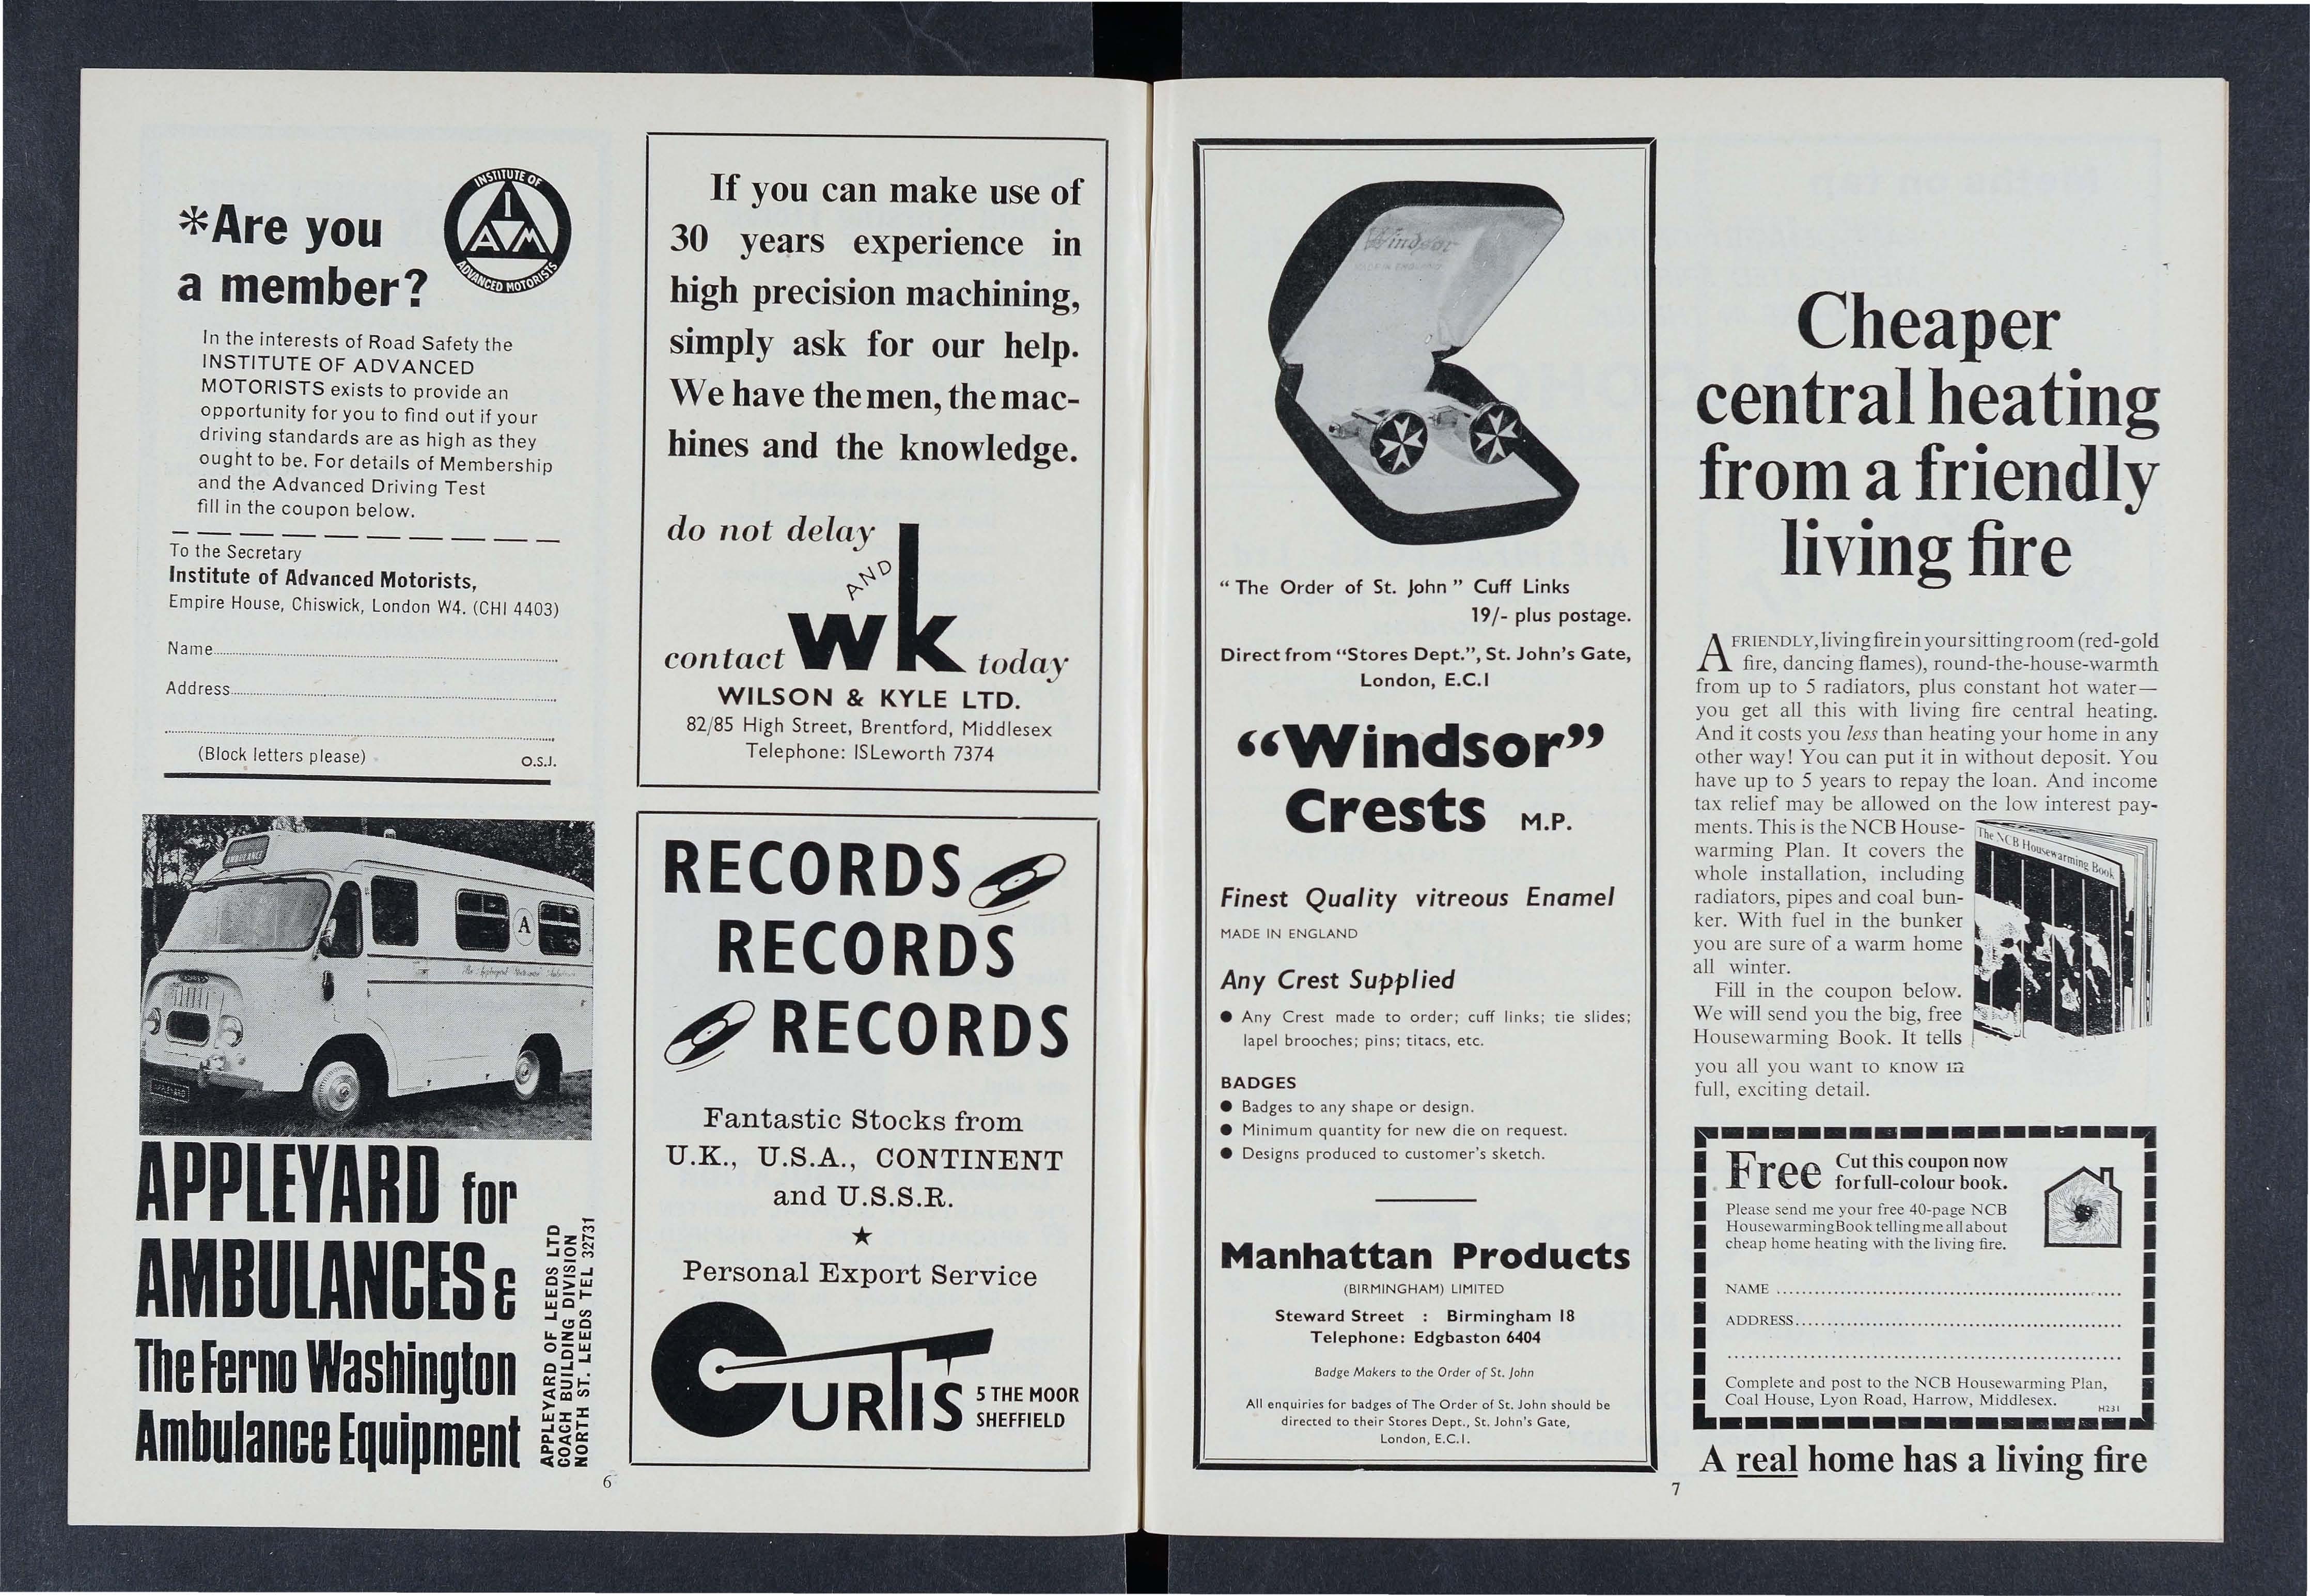 *Are you
a member?
INSTITUTE OF
I
A M
ADVANCED MOTORISTS
In the interests of Road Safety the
INSTITUTE OF ADVANCED
MOTORISTS exists to provide an
opportunity for you to find out if your
driving standards are as high as they
ought to be. For details of Membership
and the Advanced Driving Test
fill in the coupon below.
To the Secretary
Institute of Advanced Motorists,
Empire House, Chiswick, London W4. (CHI 4403)
Name
Address
(Block letters please) O.S.J.
AMBULANCE
A
APPLEYARD
APPLEYARD for
AMBULANCES &
The Ferno Washington
Ambulance Equipment
APPLEYARD OF LEEDS LTD
COACH BUILDING DIVISION
NORTH ST. LEEDS TEL 32731
If you can make use of
30 years experience in
high precision machining,
simply ask for our help.
We have the men, the mac-
hines and the knowledge.
do not delay
AND
contact wk today
WILSON & KYLE LTD.
82/85 High Street, Brentford, Middlesex
Telephone: ISLeworth 7374
RECORDS
RECORDS
RECORDS
Fantastic Stocks from
U.K., U.S.A., CONTINENT
and U.S.S.R.
★
Personal Export Service
CURTIS 5 THE MOOR
SHEFFIELD
6
Windsor
MADE IN ENGLAND
"The Order of St. John" Cuff Links
19/- plus postage.
Direct from "Stores Dept.", St. John's Gate,
London, E.C.1
"Windsor"
Crests M.P.
Finest Quality vitreous Enamel
MADE IN ENGLAND
Any Crest Supplied
● Any Crest made to order; cuff links; tie slides;
lapel brooches; pins; titacs, etc.
BADGES
● Badges to any shape or design.
● Minimum quantity for new die on request.
● Designs produced to customer's sketch.
Manhattan Products
(BIRMINGHAM) LIMITED
Steward Street : Birmingham 18
Telephone: Edgbaston 6404
Badge Makers to the Order of St. John
All enquiries for badges of The Order of St. John should be
directed to their Stores Dept., St. John's Gate,
London, E.C.1.
Cheaper
central heating
from a friendly
living fire
A FRIENDLY, living fire in your sitting room (red-gold
fire, dancing flames), round-the-house-warmth
from up to 5 radiators, plus constant hot water—
you get all this with living fire central heating.
And it costs you less than heating your home in any
other way! You can put it in without deposit. You
have up to 5 years to repay the loan. And income
tax relief may be allowed on the low interest pay-
ments. This is the NCB House-
warming Plan. It covers the
whole installation, including
radiators, pipes and coal bun-
ker. With fuel in the bunker
you are sure of a warm home
all winter.
Fill in the coupon below.
We will send you the big, free
Housewarming Book. It tells
you all you want to know in
full, exciting detail.
The NCB Housewarming Book
Free Cut this coupon now
for full-colour book.
Please send me your free 40-page NCB
Housewarming Book telling me all about
cheap home heating with the living fire.
NAME
ADDRESS
Complete and post to the NCB Housewarming Plan,
Coal House, Lyon Road, Harrow, Middlesex.
H231
A real home has a living fire
7